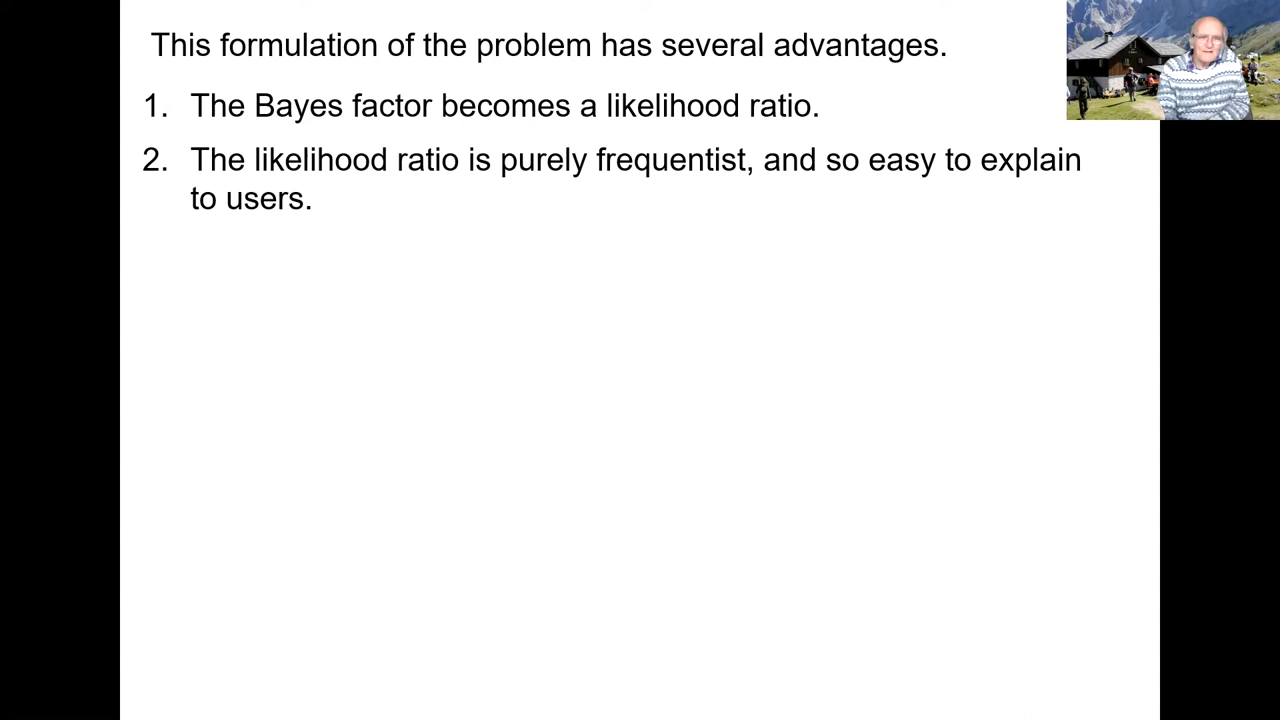 This formulation of the problem has several advantages.
1. The Bayes factor becomes a likelihood ratio.
2. The likelihood ratio is purely frequentist, and so easy to explain
to users.